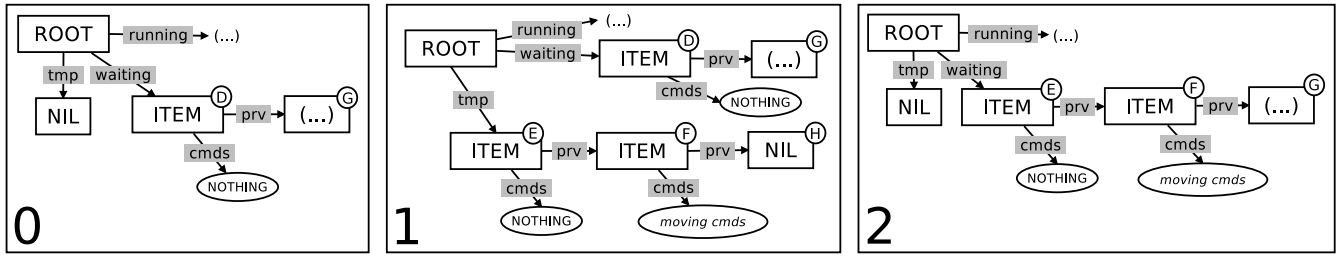 ROOT running (...)
tmp waiting
D G
NIL ITEM prv (...)
cmds
NOTHING
0
running (...)
ROOT waiting D G
ITEM prv (...)
cmds
tmp NOTHING
E F H
ITEM prv ITEM prv NIL
cmds cmds
NOTHING moving cmds
1
ROOT running (...)
tmp waiting
E F G
NIL ITEM prv ITEM prv (...)
cmds cmds
NOTHING moving cmds
2